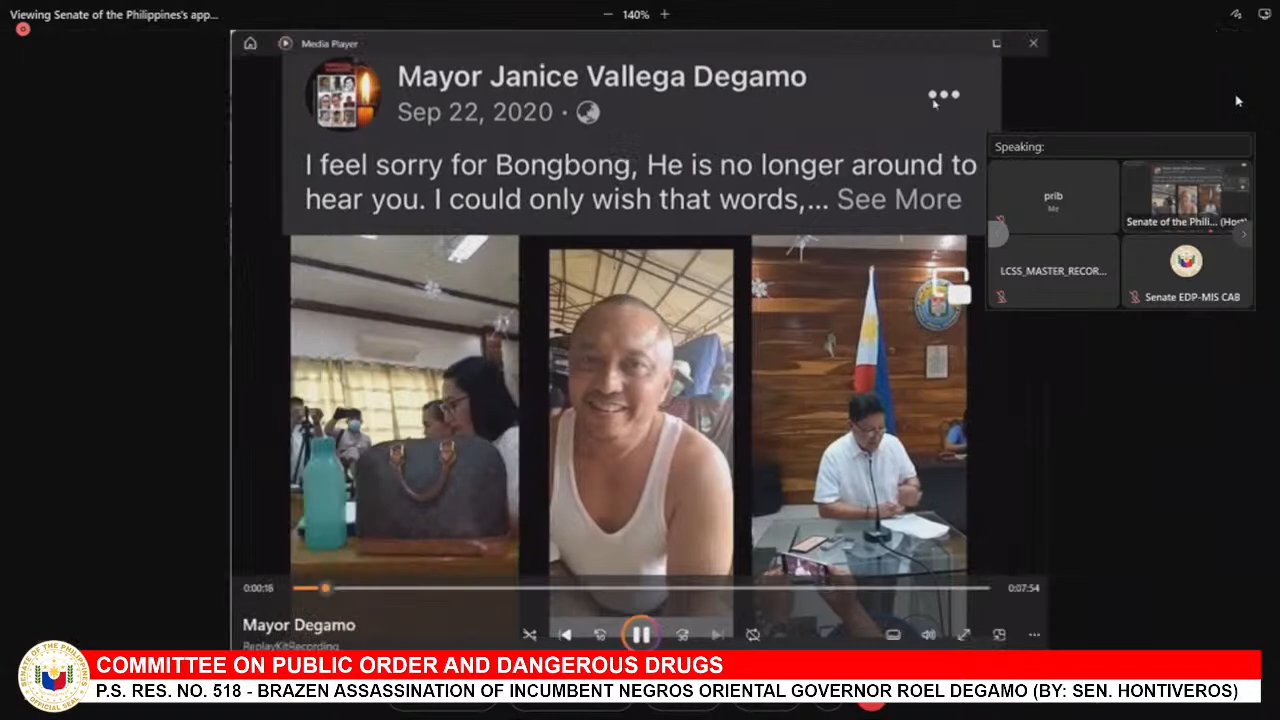 Viewing Senate of the Philippines's app...
140%
Media Player
Mayor Janice Vallega Degamo
Sep 22, 2020 ·
I feel sorry for Bongbong, He is no longer around to
hear you. I could only wish that words,... See More
Speaking:
prib
Me
Senate of the Phili... (Host)
LCSS_MASTER_RECOR...
Senate EDP-MIS CAB
0:00:16
0:07:54
Mayor Degamo
ReplayKitRecording
COMMITTEE ON PUBLIC ORDER AND DANGEROUS DRUGS
P.S. RES. NO. 518 - BRAZEN ASSASSINATION OF INCUMBENT NEGROS ORIENTAL GOVERNOR ROEL DEGAMO (BY: SEN. HONTIVEROS)